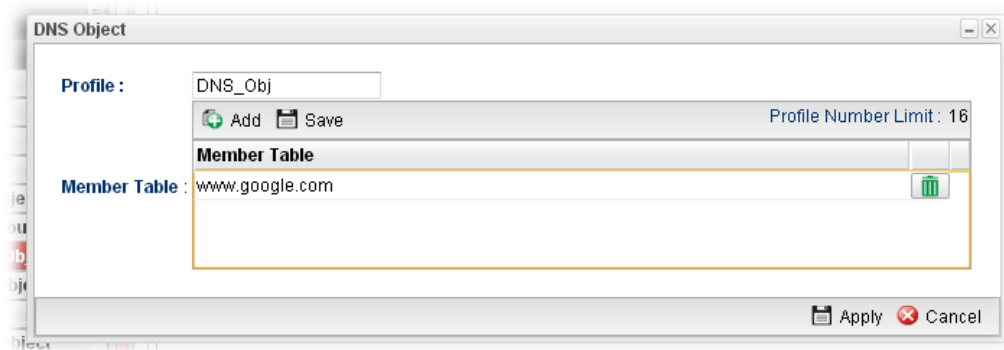 DNS Object
Profile :
DNS_Obj
Add Save Profile Number Limit : 16
Member Table
Member Table : www.google.com
Apply Cancel